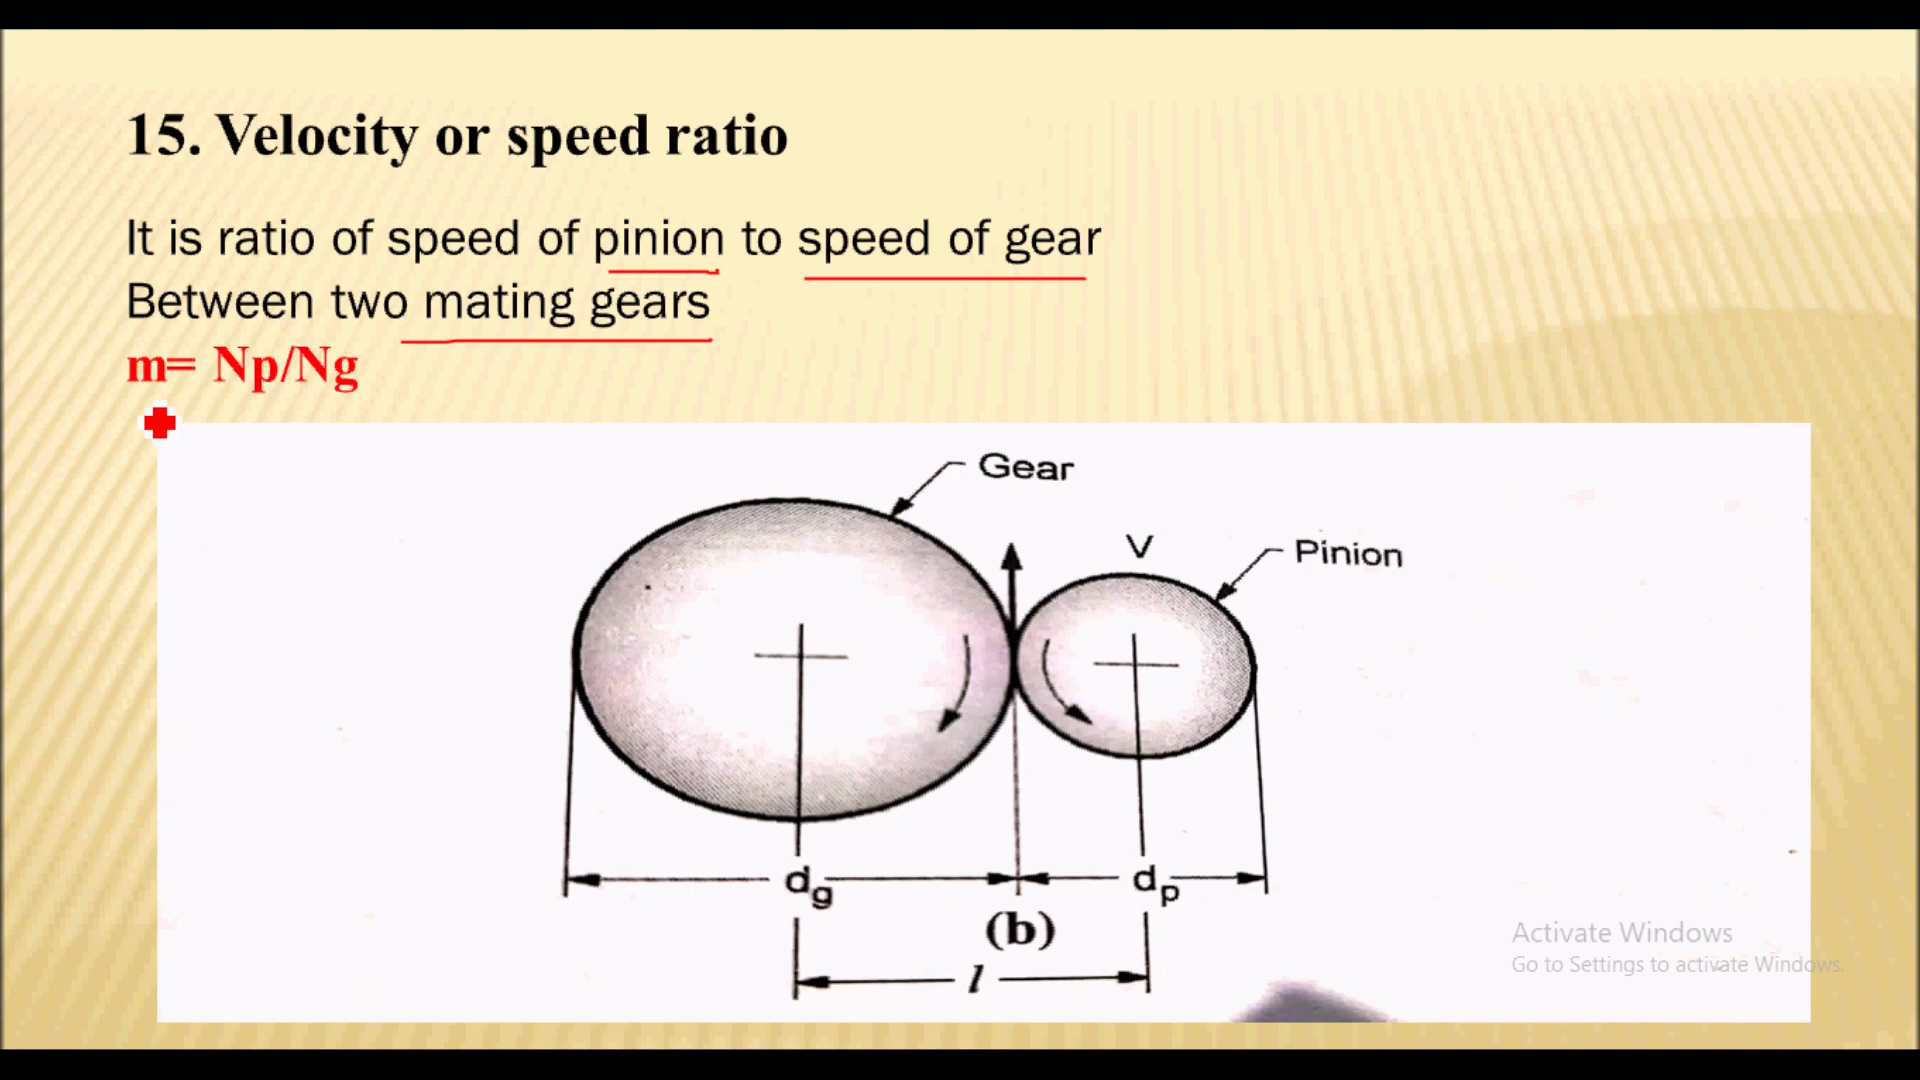 15. Velocity or speed ratio
It is ratio of speed of pinion to speed of gear
Between two mating gears
m= Np/Ng
Gear
V
Pinion
dg
dp
(b)
l
Activate Windows
Go to Settings to activate Windows.